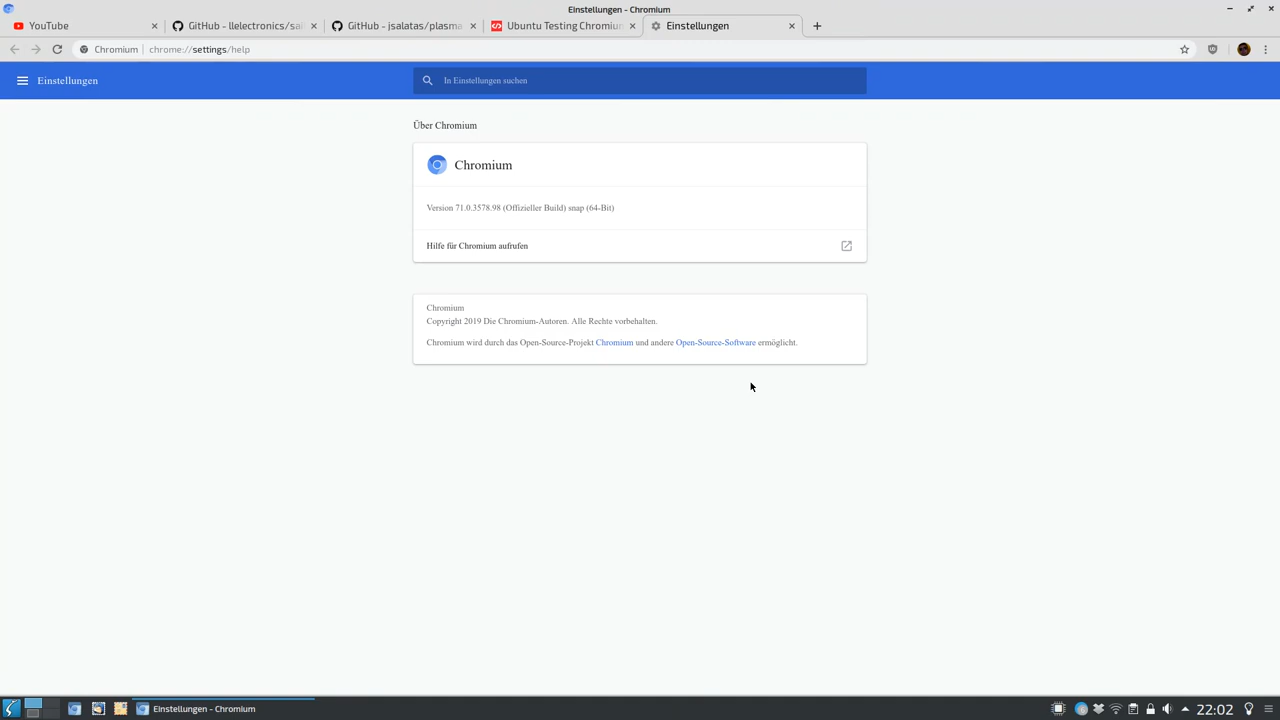 Einstellungen - Chromium
YouTube
GitHub - llelectronics/sai
GitHub - jsalatas/plasma
Ubuntu Testing Chromium
Einstellungen
Chromium
chrome://settings/help
Einstellungen
In Einstellungen suchen
Über Chromium
Chromium
Version 71.0.3578.98 (Offizieller Build) snap (64-Bit)
Hilfe für Chromium aufrufen
Chromium
Copyright 2019 Die Chromium-Autoren. Alle Rechte vorbehalten.
Chromium wird durch das Open-Source-Projekt Chromium und andere Open-Source-Software ermöglicht.
Einstellungen - Chromium
22:02